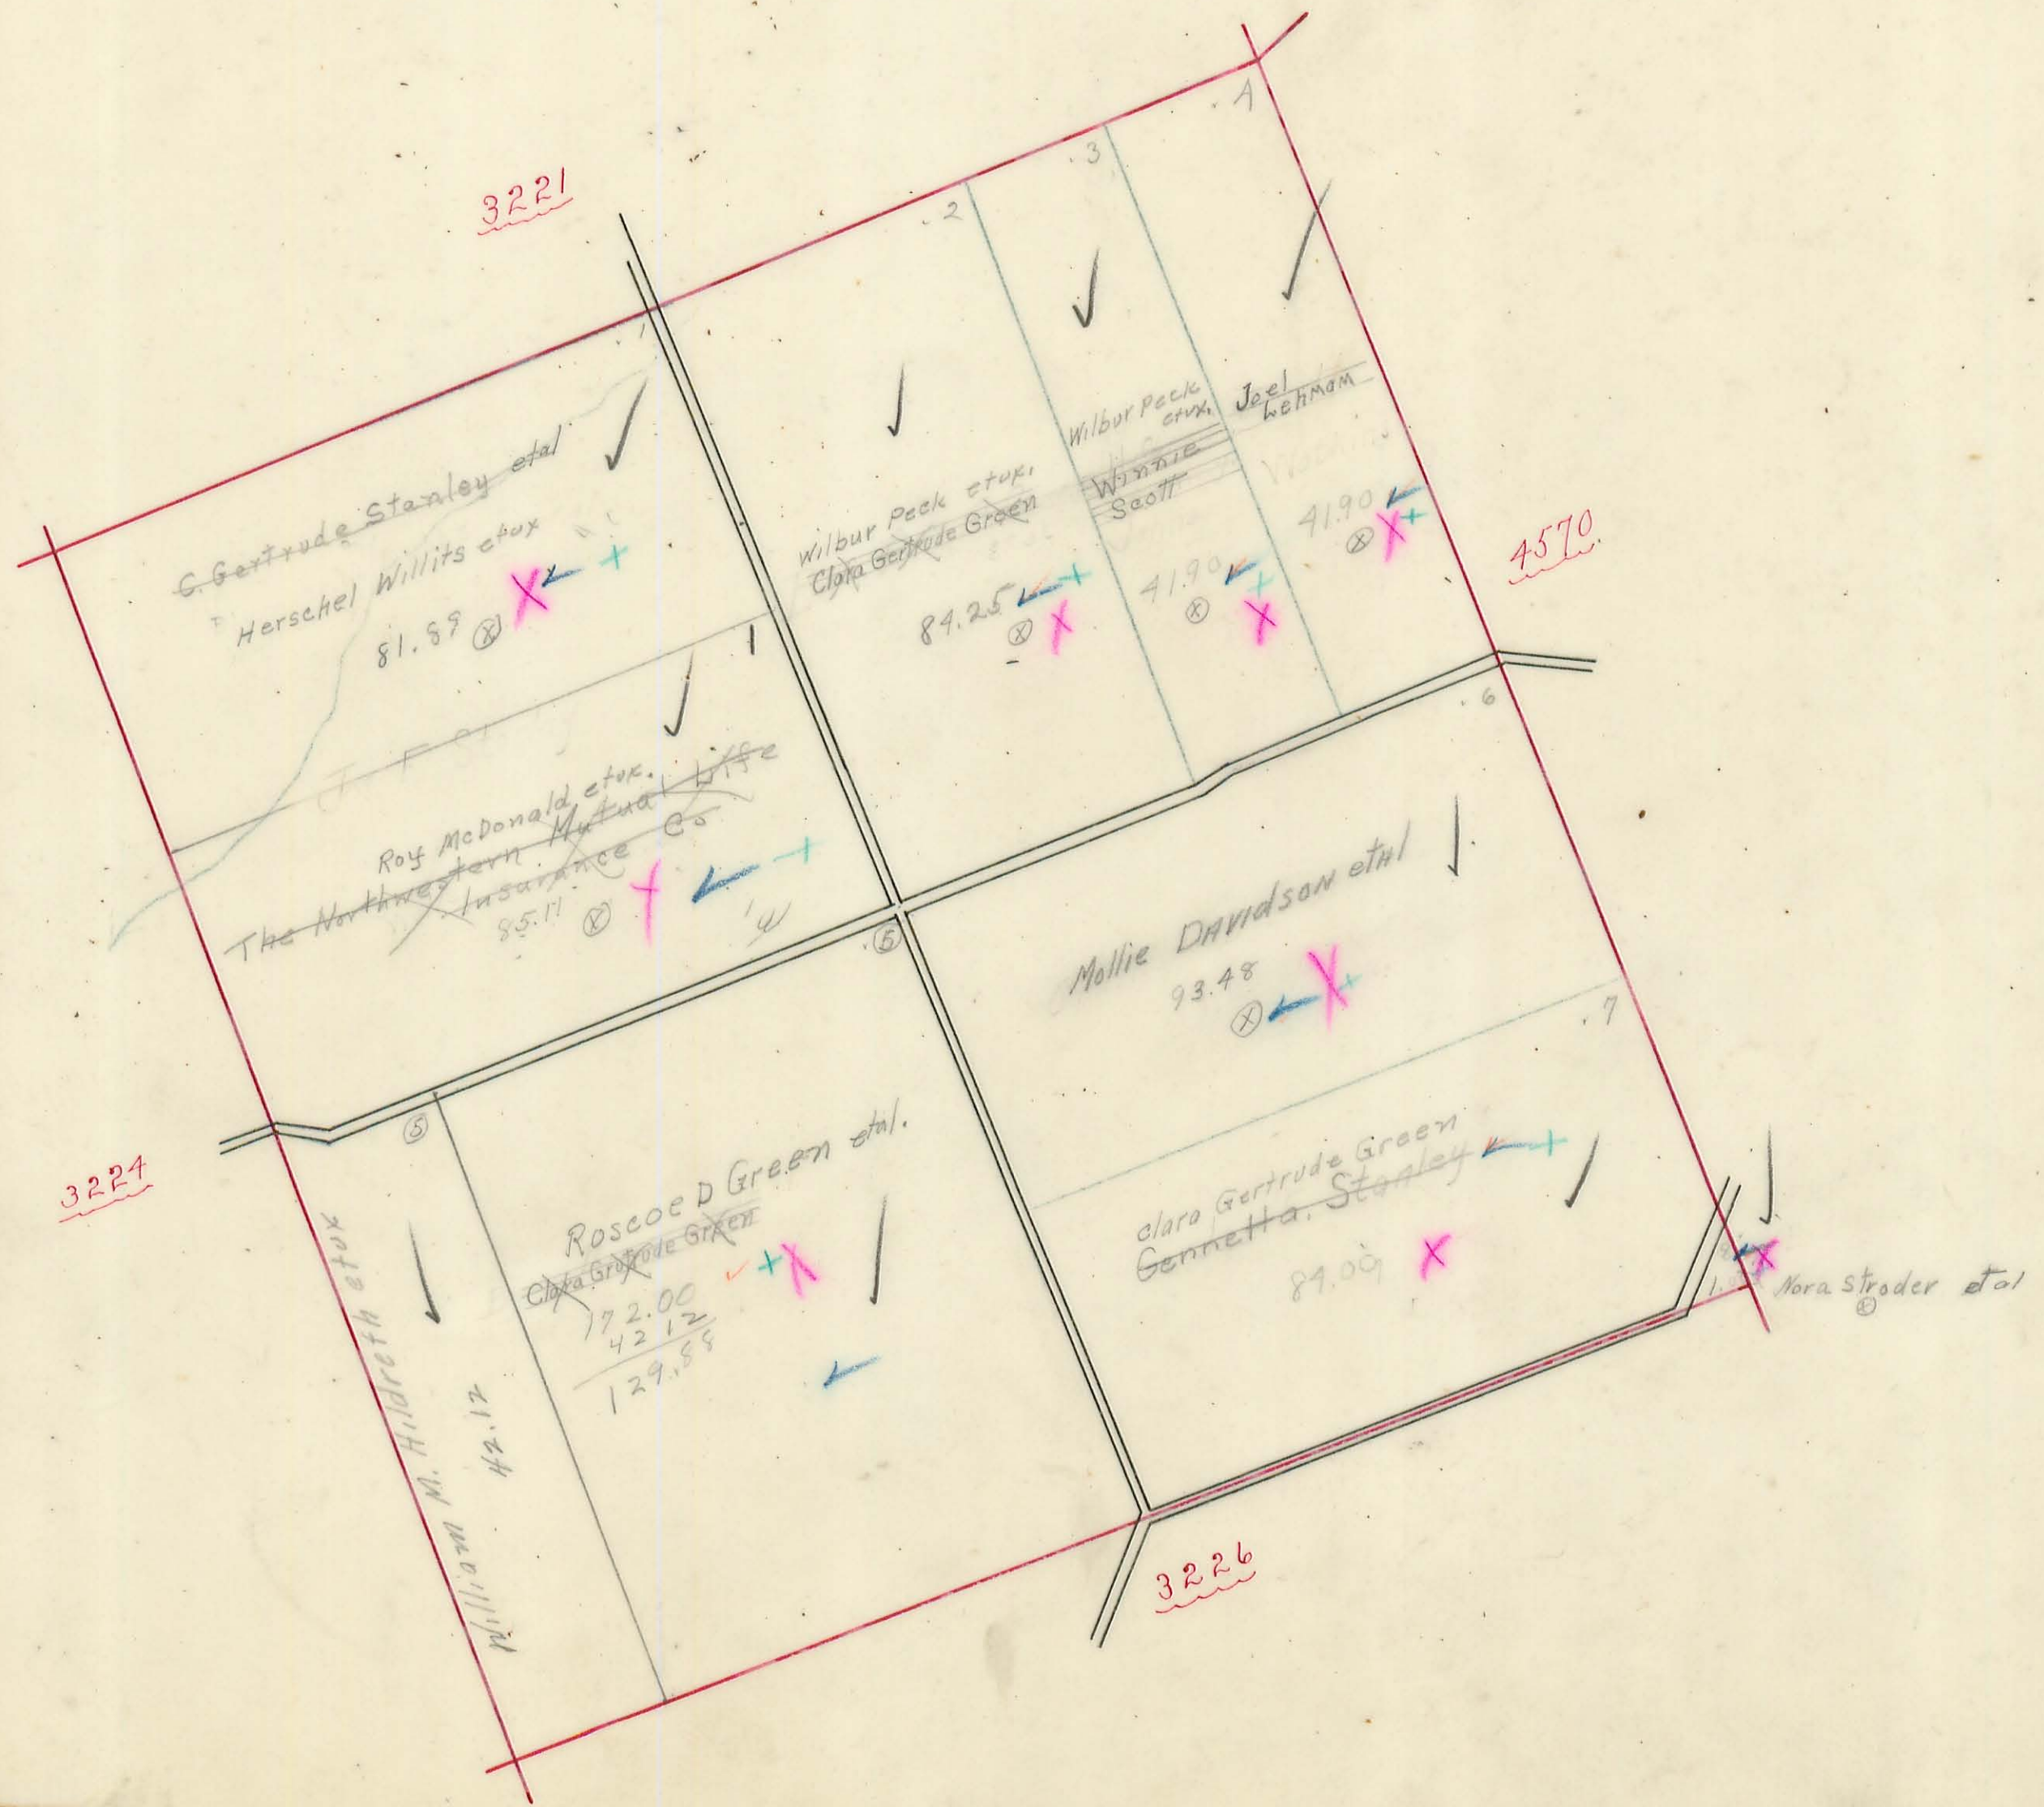 3221
4
3
2
1
C. Gertrude Stanley etal
Herschel Willits etux
81.89
Wilbur Peck etux.
Clara Gertrude Green
84.25
Wilbur Peck
etux.
Winnie
Scott
41.90
Joel
Lehmam
41.90
4570
1
Roy McDonald etux.
The Northwestern Mutual Life
Insurance Co
85.11
6
5
Mollie DAvidsoN etAl
93.48
7
5
3224
Roscoe D Green etal.
Clara Grutrude Green
172.00
42 12
129.88
Clara Gertrude Green
Gennetta. Stanley
84.09
Nora Stroder etal
William M. Hildreth etux
42.12
3226